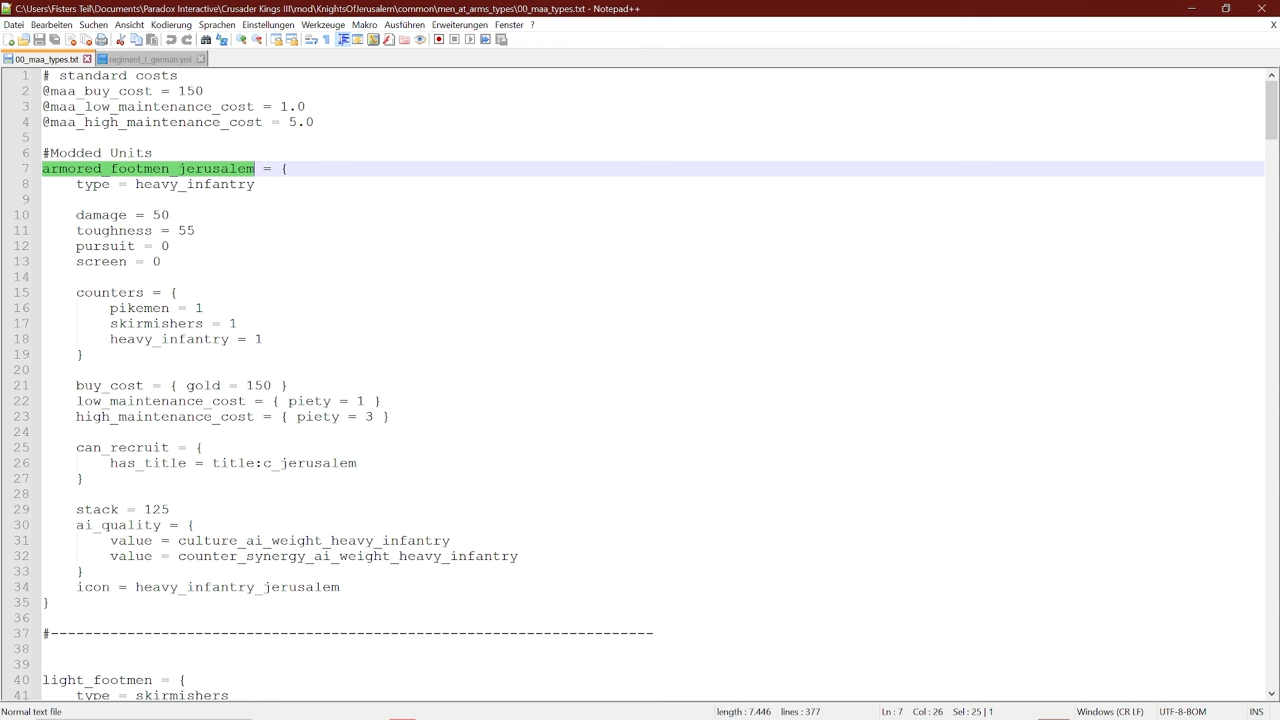 C:\Users\Fisters Teil\Documents\Paradox Interactive\Crusader Kings III\mod\KnightsOfJerusalem\common\men_at_arms_types\00_maa_types.txt - Notepad++
Datei Bearbeiten Suchen Ansicht Kodierung Sprachen Einstellungen Werkzeuge Makro Ausführen Erweiterungen Fenster ? X
00_maa_types.txt regiment_l_german.yml
1 # standard costs
2 @maa_buy_cost = 150
3 @maa_low_maintenance_cost = 1.0
4 @maa_high_maintenance_cost = 5.0
5
6 #Modded Units
7 armored_footmen_jerusalem = {
8 type = heavy_infantry
9
10 damage = 50
11 toughness = 55
12 pursuit = 0
13 screen = 0
14
15 counters = {
16 pikemen = 1
17 skirmishers = 1
18 heavy_infantry = 1
19 }
20
21 buy_cost = { gold = 150 }
22 low_maintenance_cost = { piety = 1 }
23 high_maintenance_cost = { piety = 3 }
24
25 can_recruit = {
26 has_title = title:c_jerusalem
27 }
28
29 stack = 125
30 ai_quality = {
31 value = culture_ai_weight_heavy_infantry
32 value = counter_synergy_ai_weight_heavy_infantry
33 }
34 icon = heavy_infantry_jerusalem
35 }
36
37 #-----------------------------------------------------------------------
38
39
40 light_footmen = {
41 type = skirmishers
Normal text file length : 7.446 lines : 377 Ln : 7 Col : 26 Sel : 25 | 1 Windows (CR LF) UTF-8-BOM INS